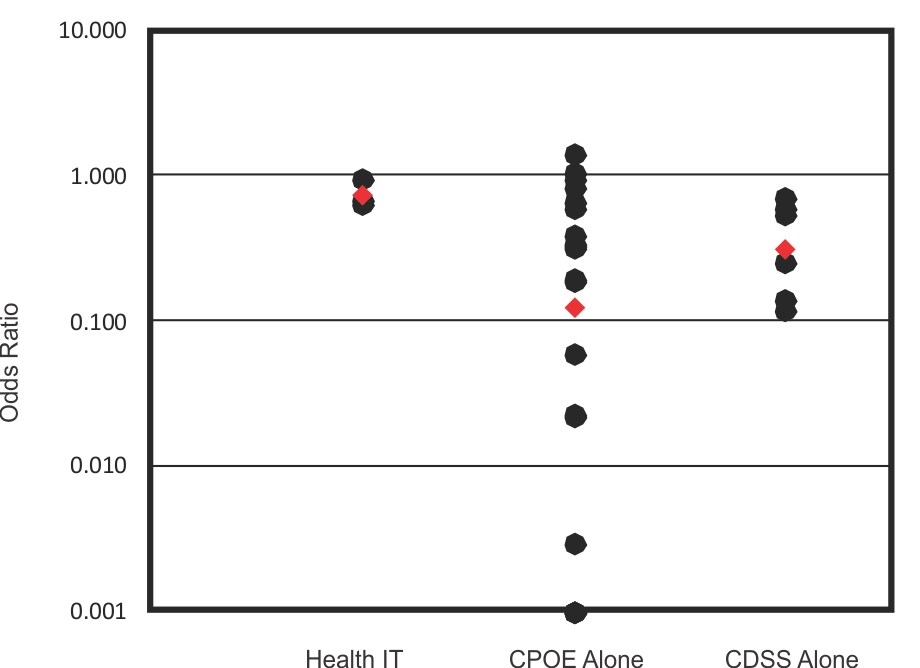 10.000
1.000
0.100
0.010
0.001
Odds Ratio
Health IT
CPOE Alone
CDSS Alone